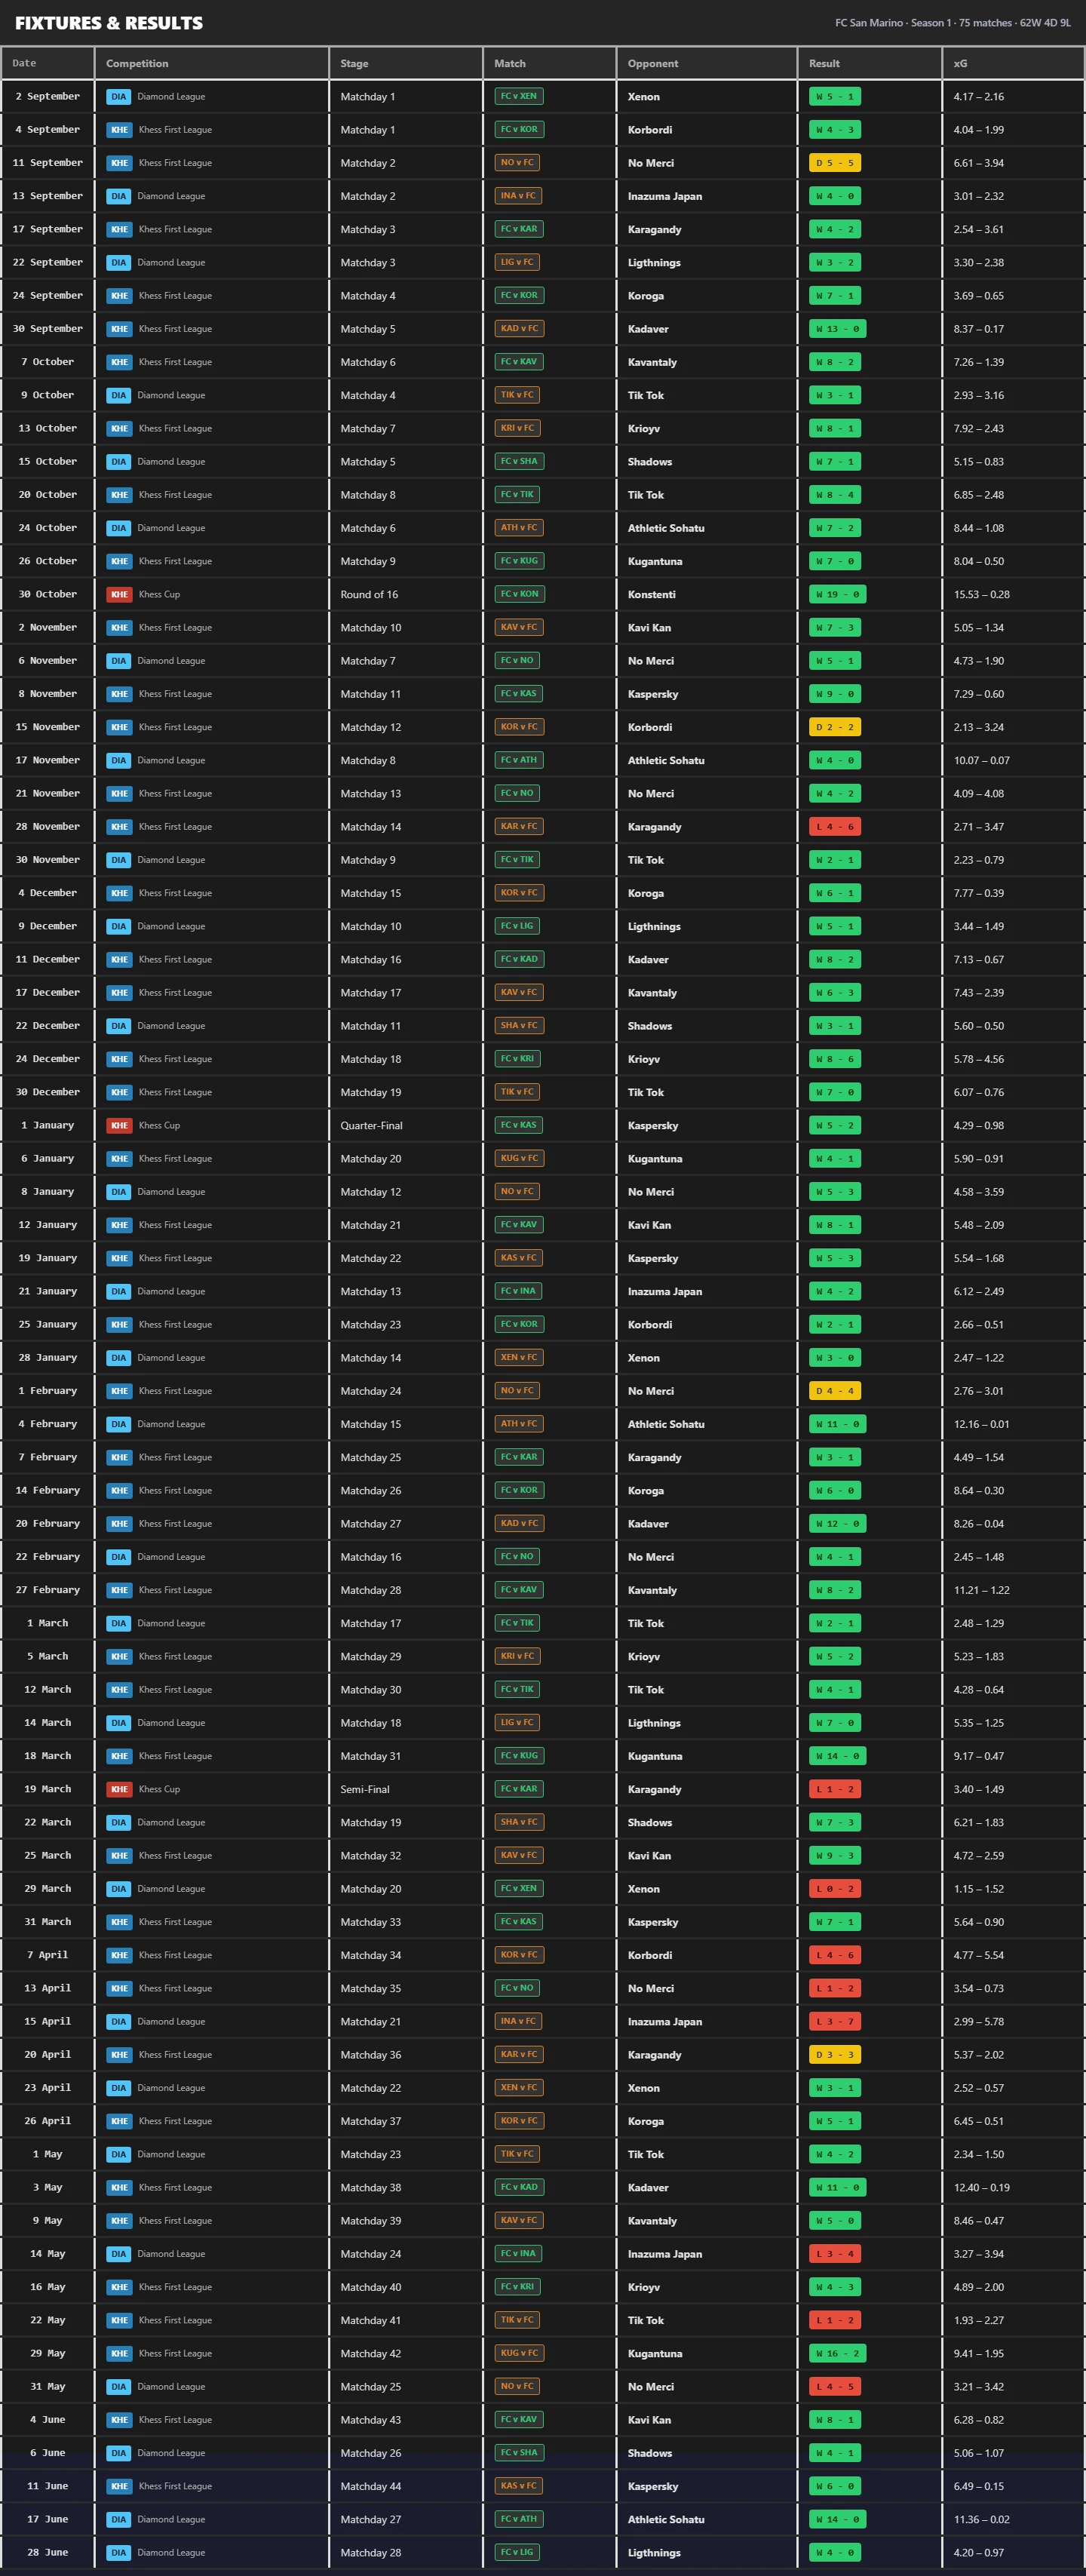 FIXTURES & RESULTS FC San Marino · Season 1 · 75 matches · 62W 4D 9L
Date Competition Stage Match Opponent Result xG
2 September DIA Diamond League Matchday 1 FC v XEN Xenon W 5 - 1 4.17 – 2.16
4 September KHE Khess First League Matchday 1 FC v KOR Korbordi W 4 - 3 4.04 – 1.99
11 September KHE Khess First League Matchday 2 NO v FC No Merci D 5 - 5 6.61 – 3.94
13 September DIA Diamond League Matchday 2 INA v FC Inazuma Japan W 4 - 0 3.01 – 2.32
17 September KHE Khess First League Matchday 3 FC v KAR Karagandy W 4 - 2 2.54 – 3.61
22 September DIA Diamond League Matchday 3 LIG v FC Ligthnings W 3 - 2 3.30 – 2.38
24 September KHE Khess First League Matchday 4 FC v KOR Koroga W 7 - 1 3.69 – 0.65
30 September KHE Khess First League Matchday 5 KAD v FC Kadaver W 13 - 0 8.37 – 0.17
7 October KHE Khess First League Matchday 6 FC v KAV Kavantaly W 8 - 2 7.26 – 1.39
9 October DIA Diamond League Matchday 4 TIK v FC Tik Tok W 3 - 1 2.93 – 3.16
13 October KHE Khess First League Matchday 7 KRI v FC Krioyv W 8 - 1 7.92 – 2.43
15 October DIA Diamond League Matchday 5 FC v SHA Shadows W 7 - 1 5.15 – 0.83
20 October KHE Khess First League Matchday 8 FC v TIK Tik Tok W 8 - 4 6.85 – 2.48
24 October DIA Diamond League Matchday 6 ATH v FC Athletic Sohatu W 7 - 2 8.44 – 1.08
26 October KHE Khess First League Matchday 9 FC v KUG Kugantuna W 7 - 0 8.04 – 0.50
30 October KHE Khess Cup Round of 16 FC v KON Konstenti W 19 - 0 15.53 – 0.28
2 November KHE Khess First League Matchday 10 KAV v FC Kavi Kan W 7 - 3 5.05 – 1.34
6 November DIA Diamond League Matchday 7 FC v NO No Merci W 5 - 1 4.73 – 1.90
8 November KHE Khess First League Matchday 11 FC v KAS Kaspersky W 9 - 0 7.29 – 0.60
15 November KHE Khess First League Matchday 12 KOR v FC Korbordi D 2 - 2 2.13 – 3.24
17 November DIA Diamond League Matchday 8 FC v ATH Athletic Sohatu W 4 - 0 10.07 – 0.07
21 November KHE Khess First League Matchday 13 FC v NO No Merci W 4 - 2 4.09 – 4.08
28 November KHE Khess First League Matchday 14 KAR v FC Karagandy L 4 - 6 2.71 – 3.47
30 November DIA Diamond League Matchday 9 FC v TIK Tik Tok W 2 - 1 2.23 – 0.79
4 December KHE Khess First League Matchday 15 KOR v FC Koroga W 6 - 1 7.77 – 0.39
9 December DIA Diamond League Matchday 10 FC v LIG Ligthnings W 5 - 1 3.44 – 1.49
11 December KHE Khess First League Matchday 16 FC v KAD Kadaver W 8 - 2 7.13 – 0.67
17 December KHE Khess First League Matchday 17 KAV v FC Kavantaly W 6 - 3 7.43 – 2.39
22 December DIA Diamond League Matchday 11 SHA v FC Shadows W 3 - 1 5.60 – 0.50
24 December KHE Khess First League Matchday 18 FC v KRI Krioyv W 8 - 6 5.78 – 4.56
30 December KHE Khess First League Matchday 19 TIK v FC Tik Tok W 7 - 0 6.07 – 0.76
1 January KHE Khess Cup Quarter-Final FC v KAS Kaspersky W 5 - 2 4.29 – 0.98
6 January KHE Khess First League Matchday 20 KUG v FC Kugantuna W 4 - 1 5.90 – 0.91
8 January DIA Diamond League Matchday 12 NO v FC No Merci W 5 - 3 4.58 – 3.59
12 January KHE Khess First League Matchday 21 FC v KAV Kavi Kan W 8 - 1 5.48 – 2.09
19 January KHE Khess First League Matchday 22 KAS v FC Kaspersky W 5 - 3 5.54 – 1.68
21 January DIA Diamond League Matchday 13 FC v INA Inazuma Japan W 4 - 2 6.12 – 2.49
25 January KHE Khess First League Matchday 23 FC v KOR Korbordi W 2 - 1 2.66 – 0.51
28 January DIA Diamond League Matchday 14 XEN v FC Xenon W 3 - 0 2.47 – 1.22
1 February KHE Khess First League Matchday 24 NO v FC No Merci D 4 - 4 2.76 – 3.01
4 February DIA Diamond League Matchday 15 ATH v FC Athletic Sohatu W 11 - 0 12.16 – 0.01
7 February KHE Khess First League Matchday 25 FC v KAR Karagandy W 3 - 1 4.49 – 1.54
14 February KHE Khess First League Matchday 26 FC v KOR Koroga W 6 - 0 8.64 – 0.30
20 February KHE Khess First League Matchday 27 KAD v FC Kadaver W 12 - 0 8.26 – 0.04
22 February DIA Diamond League Matchday 16 FC v NO No Merci W 4 - 1 2.45 – 1.48
27 February KHE Khess First League Matchday 28 FC v KAV Kavantaly W 8 - 2 11.21 – 1.22
1 March DIA Diamond League Matchday 17 FC v TIK Tik Tok W 2 - 1 2.48 – 1.29
5 March KHE Khess First League Matchday 29 KRI v FC Krioyv W 5 - 2 5.23 – 1.83
12 March KHE Khess First League Matchday 30 FC v TIK Tik Tok W 4 - 1 4.28 – 0.64
14 March DIA Diamond League Matchday 18 LIG v FC Ligthnings W 7 - 0 5.35 – 1.25
18 March KHE Khess First League Matchday 31 FC v KUG Kugantuna W 14 - 0 9.17 – 0.47
19 March KHE Khess Cup Semi-Final FC v KAR Karagandy L 1 - 2 3.40 – 1.49
22 March DIA Diamond League Matchday 19 SHA v FC Shadows W 7 - 3 6.21 – 1.83
25 March KHE Khess First League Matchday 32 KAV v FC Kavi Kan W 9 - 3 4.72 – 2.59
29 March DIA Diamond League Matchday 20 FC v XEN Xenon L 0 - 2 1.15 – 1.52
31 March KHE Khess First League Matchday 33 FC v KAS Kaspersky W 7 - 1 5.64 – 0.90
7 April KHE Khess First League Matchday 34 KOR v FC Korbordi L 4 - 6 4.77 – 5.54
13 April KHE Khess First League Matchday 35 FC v NO No Merci L 1 - 2 3.54 – 0.73
15 April DIA Diamond League Matchday 21 INA v FC Inazuma Japan L 3 - 7 2.99 – 5.78
20 April KHE Khess First League Matchday 36 KAR v FC Karagandy D 3 - 3 5.37 – 2.02
23 April DIA Diamond League Matchday 22 XEN v FC Xenon W 3 - 1 2.52 – 0.57
26 April KHE Khess First League Matchday 37 KOR v FC Koroga W 5 - 1 6.45 – 0.51
1 May DIA Diamond League Matchday 23 TIK v FC Tik Tok W 4 - 2 2.34 – 1.50
3 May KHE Khess First League Matchday 38 FC v KAD Kadaver W 11 - 0 12.40 – 0.19
9 May KHE Khess First League Matchday 39 KAV v FC Kavantaly W 5 - 0 8.46 – 0.47
14 May DIA Diamond League Matchday 24 FC v INA Inazuma Japan L 3 - 4 3.27 – 3.94
16 May KHE Khess First League Matchday 40 FC v KRI Krioyv W 4 - 3 4.89 – 2.00
22 May KHE Khess First League Matchday 41 TIK v FC Tik Tok L 1 - 2 1.93 – 2.27
29 May KHE Khess First League Matchday 42 KUG v FC Kugantuna W 16 - 2 9.41 – 1.95
31 May DIA Diamond League Matchday 25 NO v FC No Merci L 4 - 5 3.21 – 3.42
4 June KHE Khess First League Matchday 43 FC v KAV Kavi Kan W 8 - 1 6.28 – 0.82
6 June DIA Diamond League Matchday 26 FC v SHA Shadows W 4 - 1 5.06 – 1.07
11 June KHE Khess First League Matchday 44 KAS v FC Kaspersky W 6 - 0 6.49 – 0.15
17 June DIA Diamond League Matchday 27 FC v ATH Athletic Sohatu W 14 - 0 11.36 – 0.02
28 June DIA Diamond League Matchday 28 FC v LIG Ligthnings W 4 - 0 4.20 – 0.97